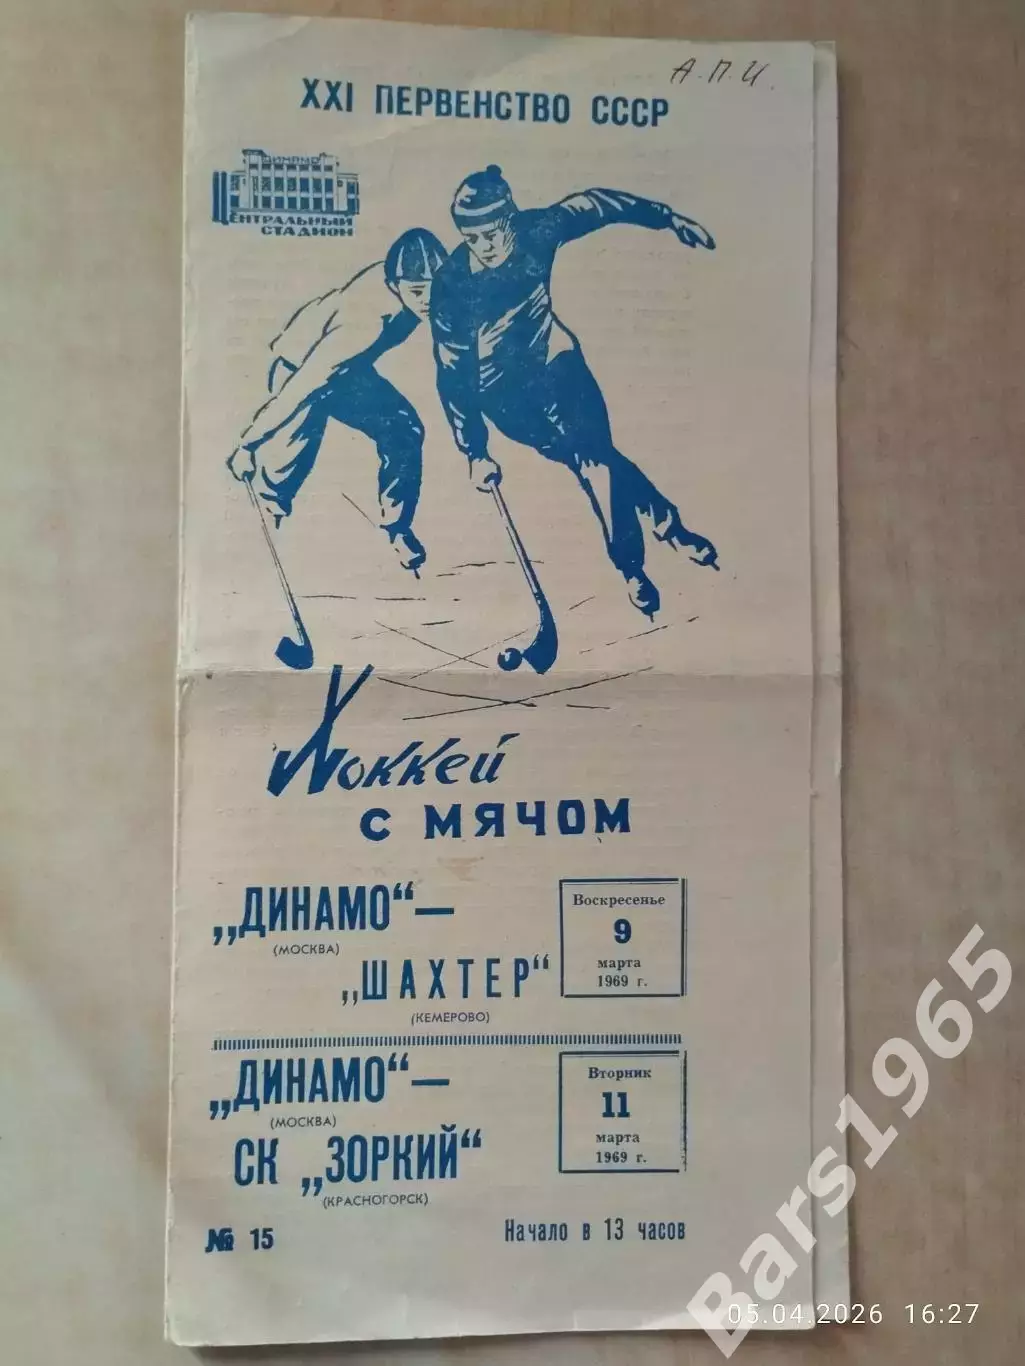 А.П.И.
XXI ПЕРВЕНСТВО СССР
ДИНАМО
ЦЕНТРАЛЬНЫЙ
СТАДИОН
Хоккей
с мячом
„ДИНАМО“—
(МОСКВА)
„ШАХТЕР“
(КЕМЕРОВО)
Воскресенье
9
марта
1969 г.
„ДИНАМО“—
(МОСКВА)
СК „ЗОРКИЙ“
(КРАСНОГОРСК)
Вторник
11
марта
1969 г.
№ 15
Начало в 13 часов
Bars1965
05.04.2026 16:27